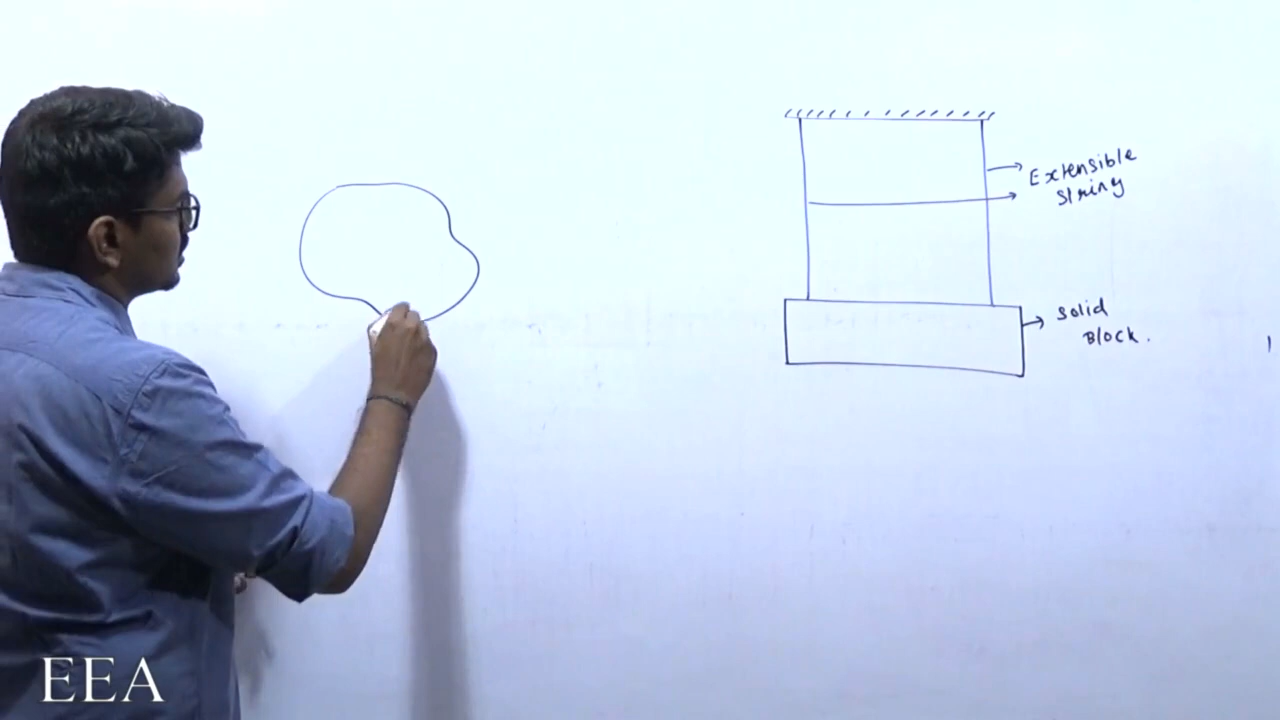 Extensible
string
solid
Block.
EEA